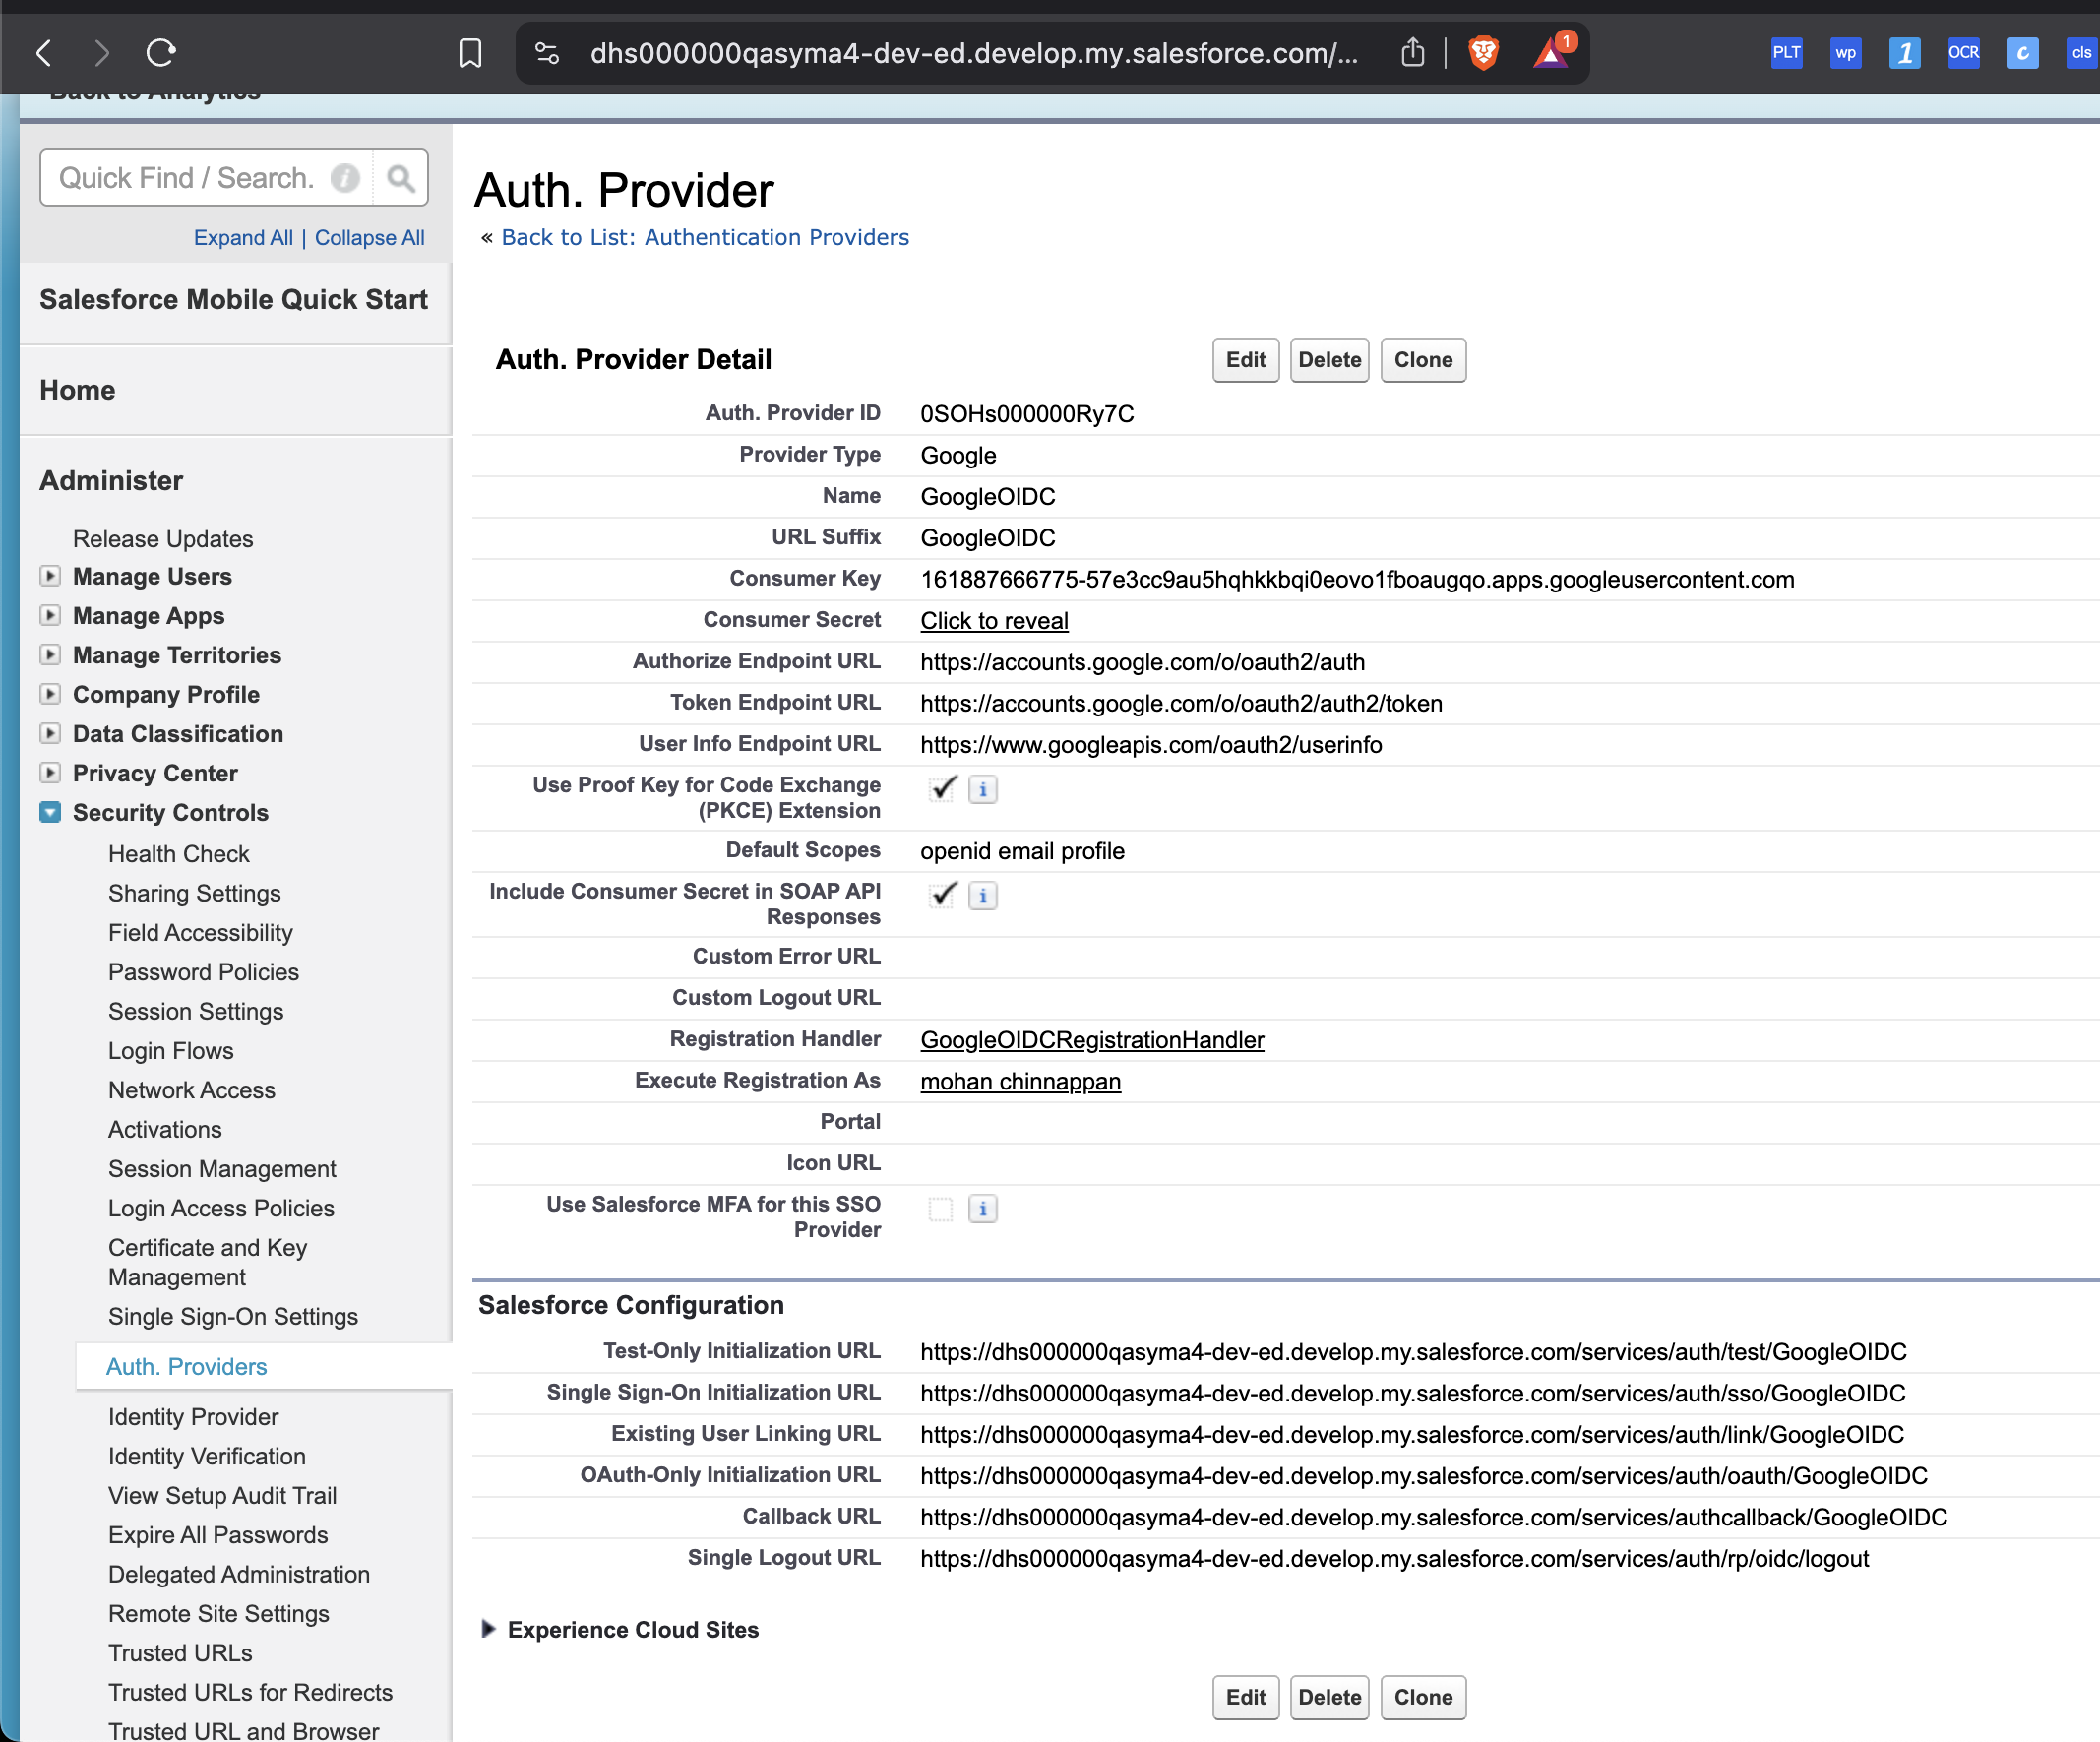 dhs000000qasyma4-dev-ed.develop.my.salesforce.com/...
1
PLT
wp
1
OCR
c
cls
Back to Analytics
Quick Find / Search.
Expand All | Collapse All
Salesforce Mobile Quick Start
Home
Administer
Release Updates
Manage Users
Manage Apps
Manage Territories
Company Profile
Data Classification
Privacy Center
Security Controls
Health Check
Sharing Settings
Field Accessibility
Password Policies
Session Settings
Login Flows
Network Access
Activations
Session Management
Login Access Policies
Certificate and Key
Management
Single Sign-On Settings
Auth. Providers
Identity Provider
Identity Verification
View Setup Audit Trail
Expire All Passwords
Delegated Administration
Remote Site Settings
Trusted URLs
Trusted URLs for Redirects
Trusted URL and Browser
Auth. Provider
« Back to List: Authentication Providers
Auth. Provider Detail
Edit Delete Clone
Auth. Provider ID 0SOHs000000Ry7C
Provider Type Google
Name GoogleOIDC
URL Suffix GoogleOIDC
Consumer Key 161887666775-57e3cc9au5hqhkkbqi0eovo1fboaugqo.apps.googleusercontent.com
Consumer Secret Click to reveal
Authorize Endpoint URL https://accounts.google.com/o/oauth2/auth
Token Endpoint URL https://accounts.google.com/o/oauth2/auth2/token
User Info Endpoint URL https://www.googleapis.com/oauth2/userinfo
Use Proof Key for Code Exchange
(PKCE) Extension
Default Scopes openid email profile
Include Consumer Secret in SOAP API
Responses
Custom Error URL
Custom Logout URL
Registration Handler GoogleOIDCRegistrationHandler
Execute Registration As mohan chinnappan
Portal
Icon URL
Use Salesforce MFA for this SSO
Provider
Salesforce Configuration
Test-Only Initialization URL https://dhs000000qasyma4-dev-ed.develop.my.salesforce.com/services/auth/test/GoogleOIDC
Single Sign-On Initialization URL https://dhs000000qasyma4-dev-ed.develop.my.salesforce.com/services/auth/sso/GoogleOIDC
Existing User Linking URL https://dhs000000qasyma4-dev-ed.develop.my.salesforce.com/services/auth/link/GoogleOIDC
OAuth-Only Initialization URL https://dhs000000qasyma4-dev-ed.develop.my.salesforce.com/services/auth/oauth/GoogleOIDC
Callback URL https://dhs000000qasyma4-dev-ed.develop.my.salesforce.com/services/authcallback/GoogleOIDC
Single Logout URL https://dhs000000qasyma4-dev-ed.develop.my.salesforce.com/services/auth/rp/oidc/logout
Experience Cloud Sites
Edit Delete Clone